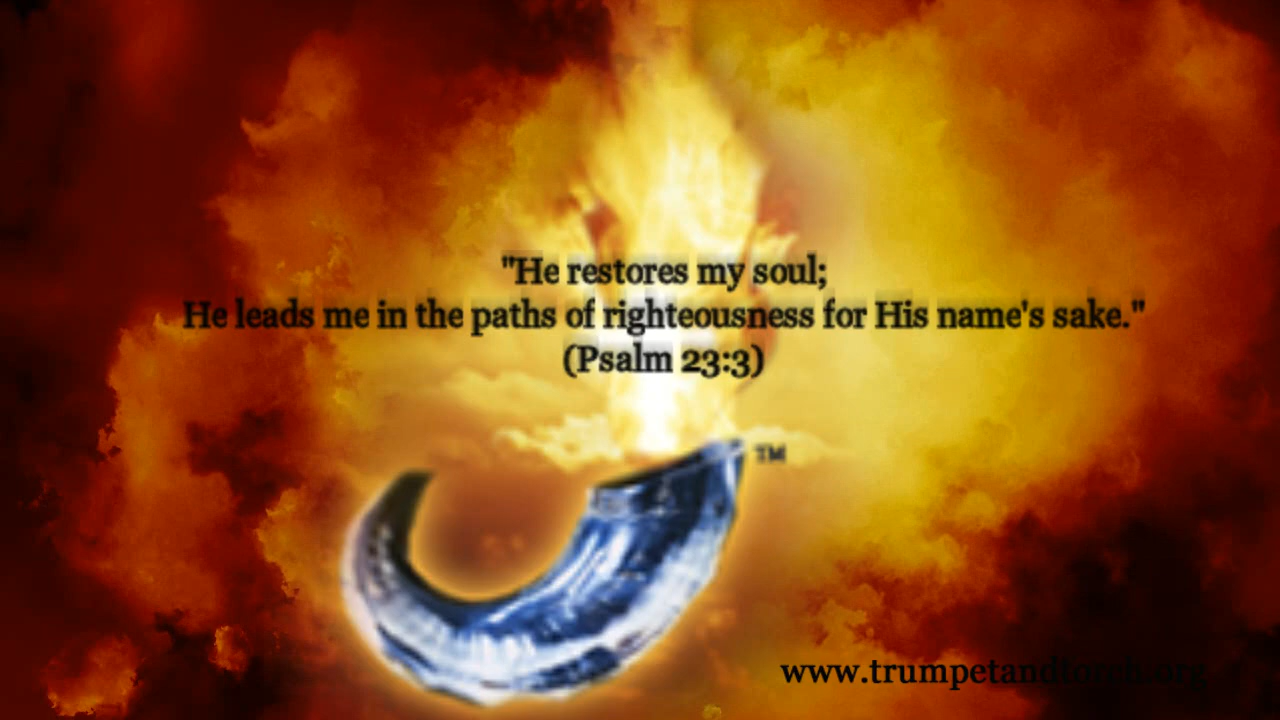 "He restores my soul;
He leads me in the paths of righteousness for His name's sake."
(Psalm 23:3)
TM
www.trumpetandtorch.org